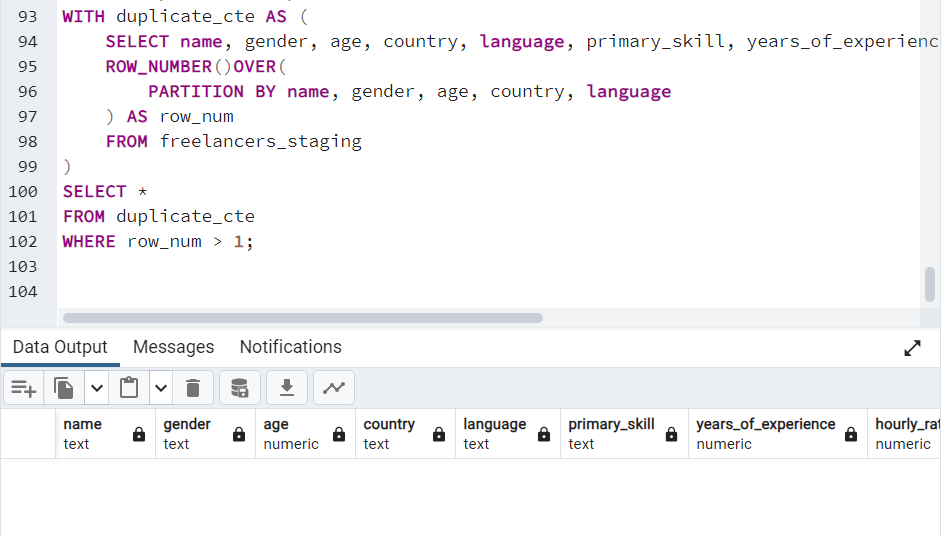 93 WITH duplicate_cte AS (
94 SELECT name, gender, age, country, language, primary_skill, years_of_experienc
95 ROW_NUMBER()OVER(
96 PARTITION BY name, gender, age, country, language
97 ) AS row_num
98 FROM freelancers_staging
99 )
100 SELECT *
101 FROM duplicate_cte
102 WHERE row_num > 1;
103
104
Data Output Messages Notifications
name gender age country language primary_skill years_of_experience hourly_rat
text text numeric text text text numeric numeric